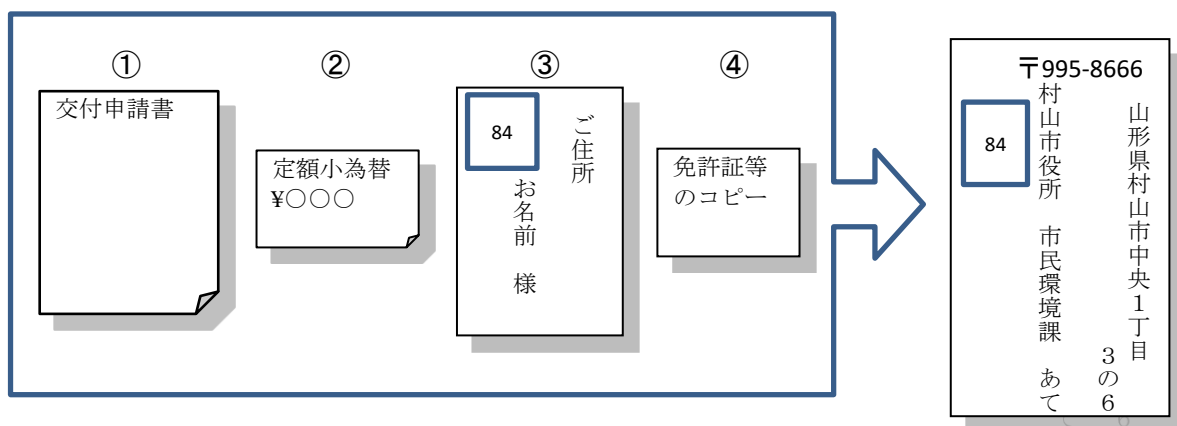 ①
交付申請書
②
定額小為替
¥○○○
③
84
ご住所
お名前 様
④
免許証等
のコピー
〒995-8666
山形県村山市中央1丁目
3の6
84
村山市役所 市民環境課 あて